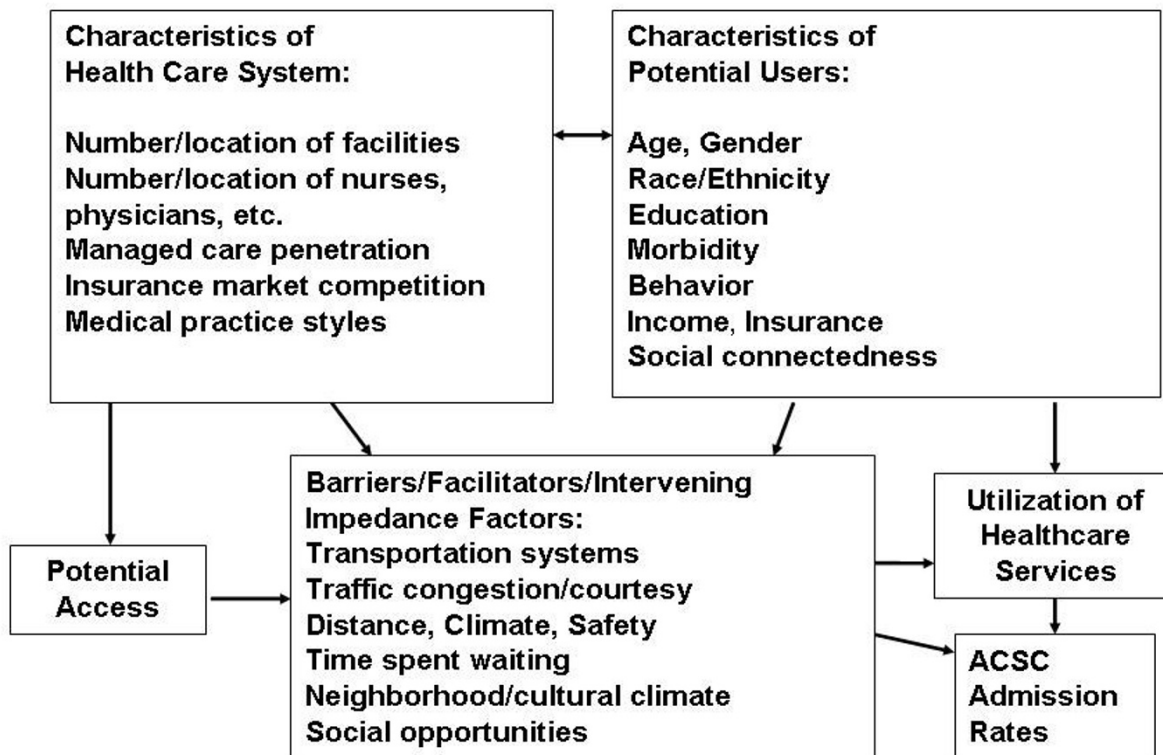 Characteristics of
Health Care System:
Number/location of facilities
Number/location of nurses,
physicians, etc.
Managed care penetration
Insurance market competition
Medical practice styles
Characteristics of
Potential Users:
Age, Gender
Race/Ethnicity
Education
Morbidity
Behavior
Income, Insurance
Social connectedness
Potential
Access
Barriers/Facilitators/Intervening
Impedance Factors:
Transportation systems
Traffic congestion/courtesy
Distance, Climate, Safety
Time spent waiting
Neighborhood/cultural climate
Social opportunities
Utilization of
Healthcare
Services
ACSC
Admission
Rates